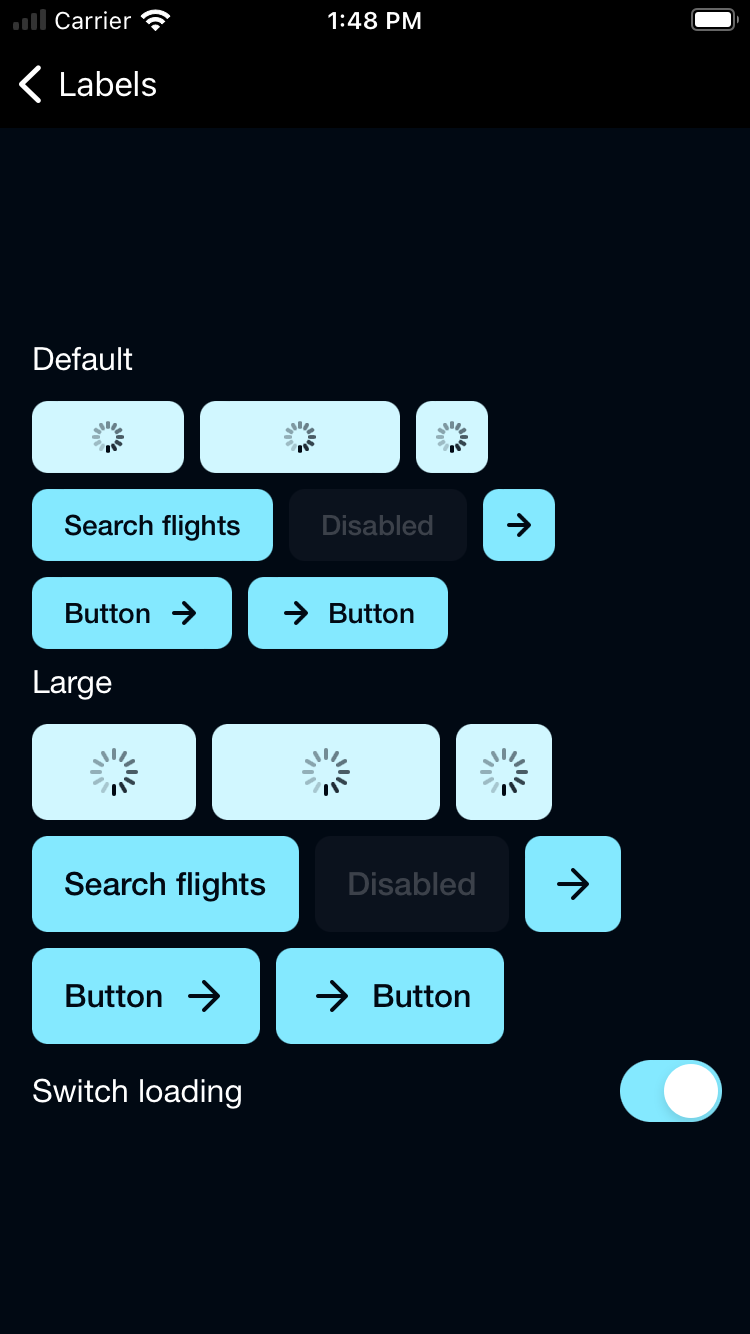 Carrier 1:48 PM
Labels
Default
Search flights Disabled
Button Button
Large
Search flights Disabled
Button Button
Switch loading